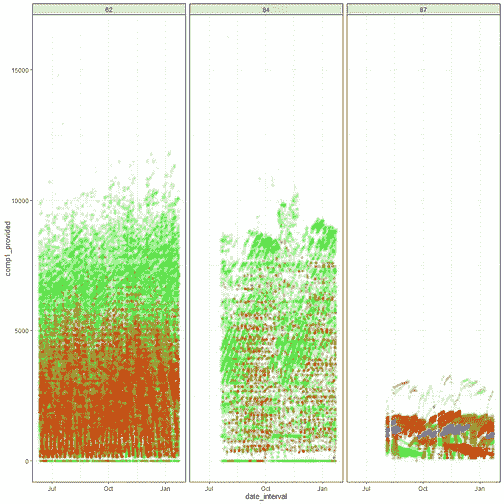 62 84 87
15000
10000
5000
0
comp1_provided
Jul Oct Jan Jul Oct Jan Jul Oct Jan
date_interval